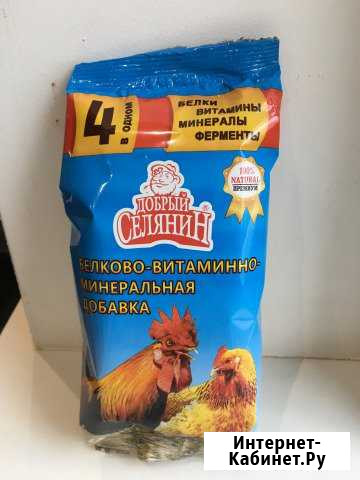 4
В ОДНОМ
БЕЛКИ
ВИТАМИНЫ
МИНЕРАЛЫ
ФЕРМЕНТЫ
100%
NATURAL
ПРЕМИУМ
ДОБРЫЙ
СЕЛЯНИН®
БЕЛКОВО-ВИТАМИННО-
МИНЕРАЛЬНАЯ
ДОБАВКА
Интернет-
Кабинет.Ру